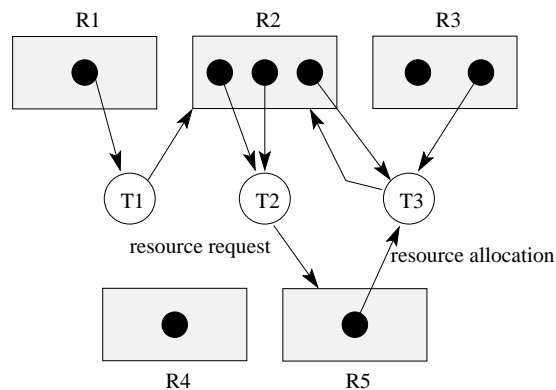 R1 R2 R3
T1 T2 T3
resource request
resource allocation
R4 R5